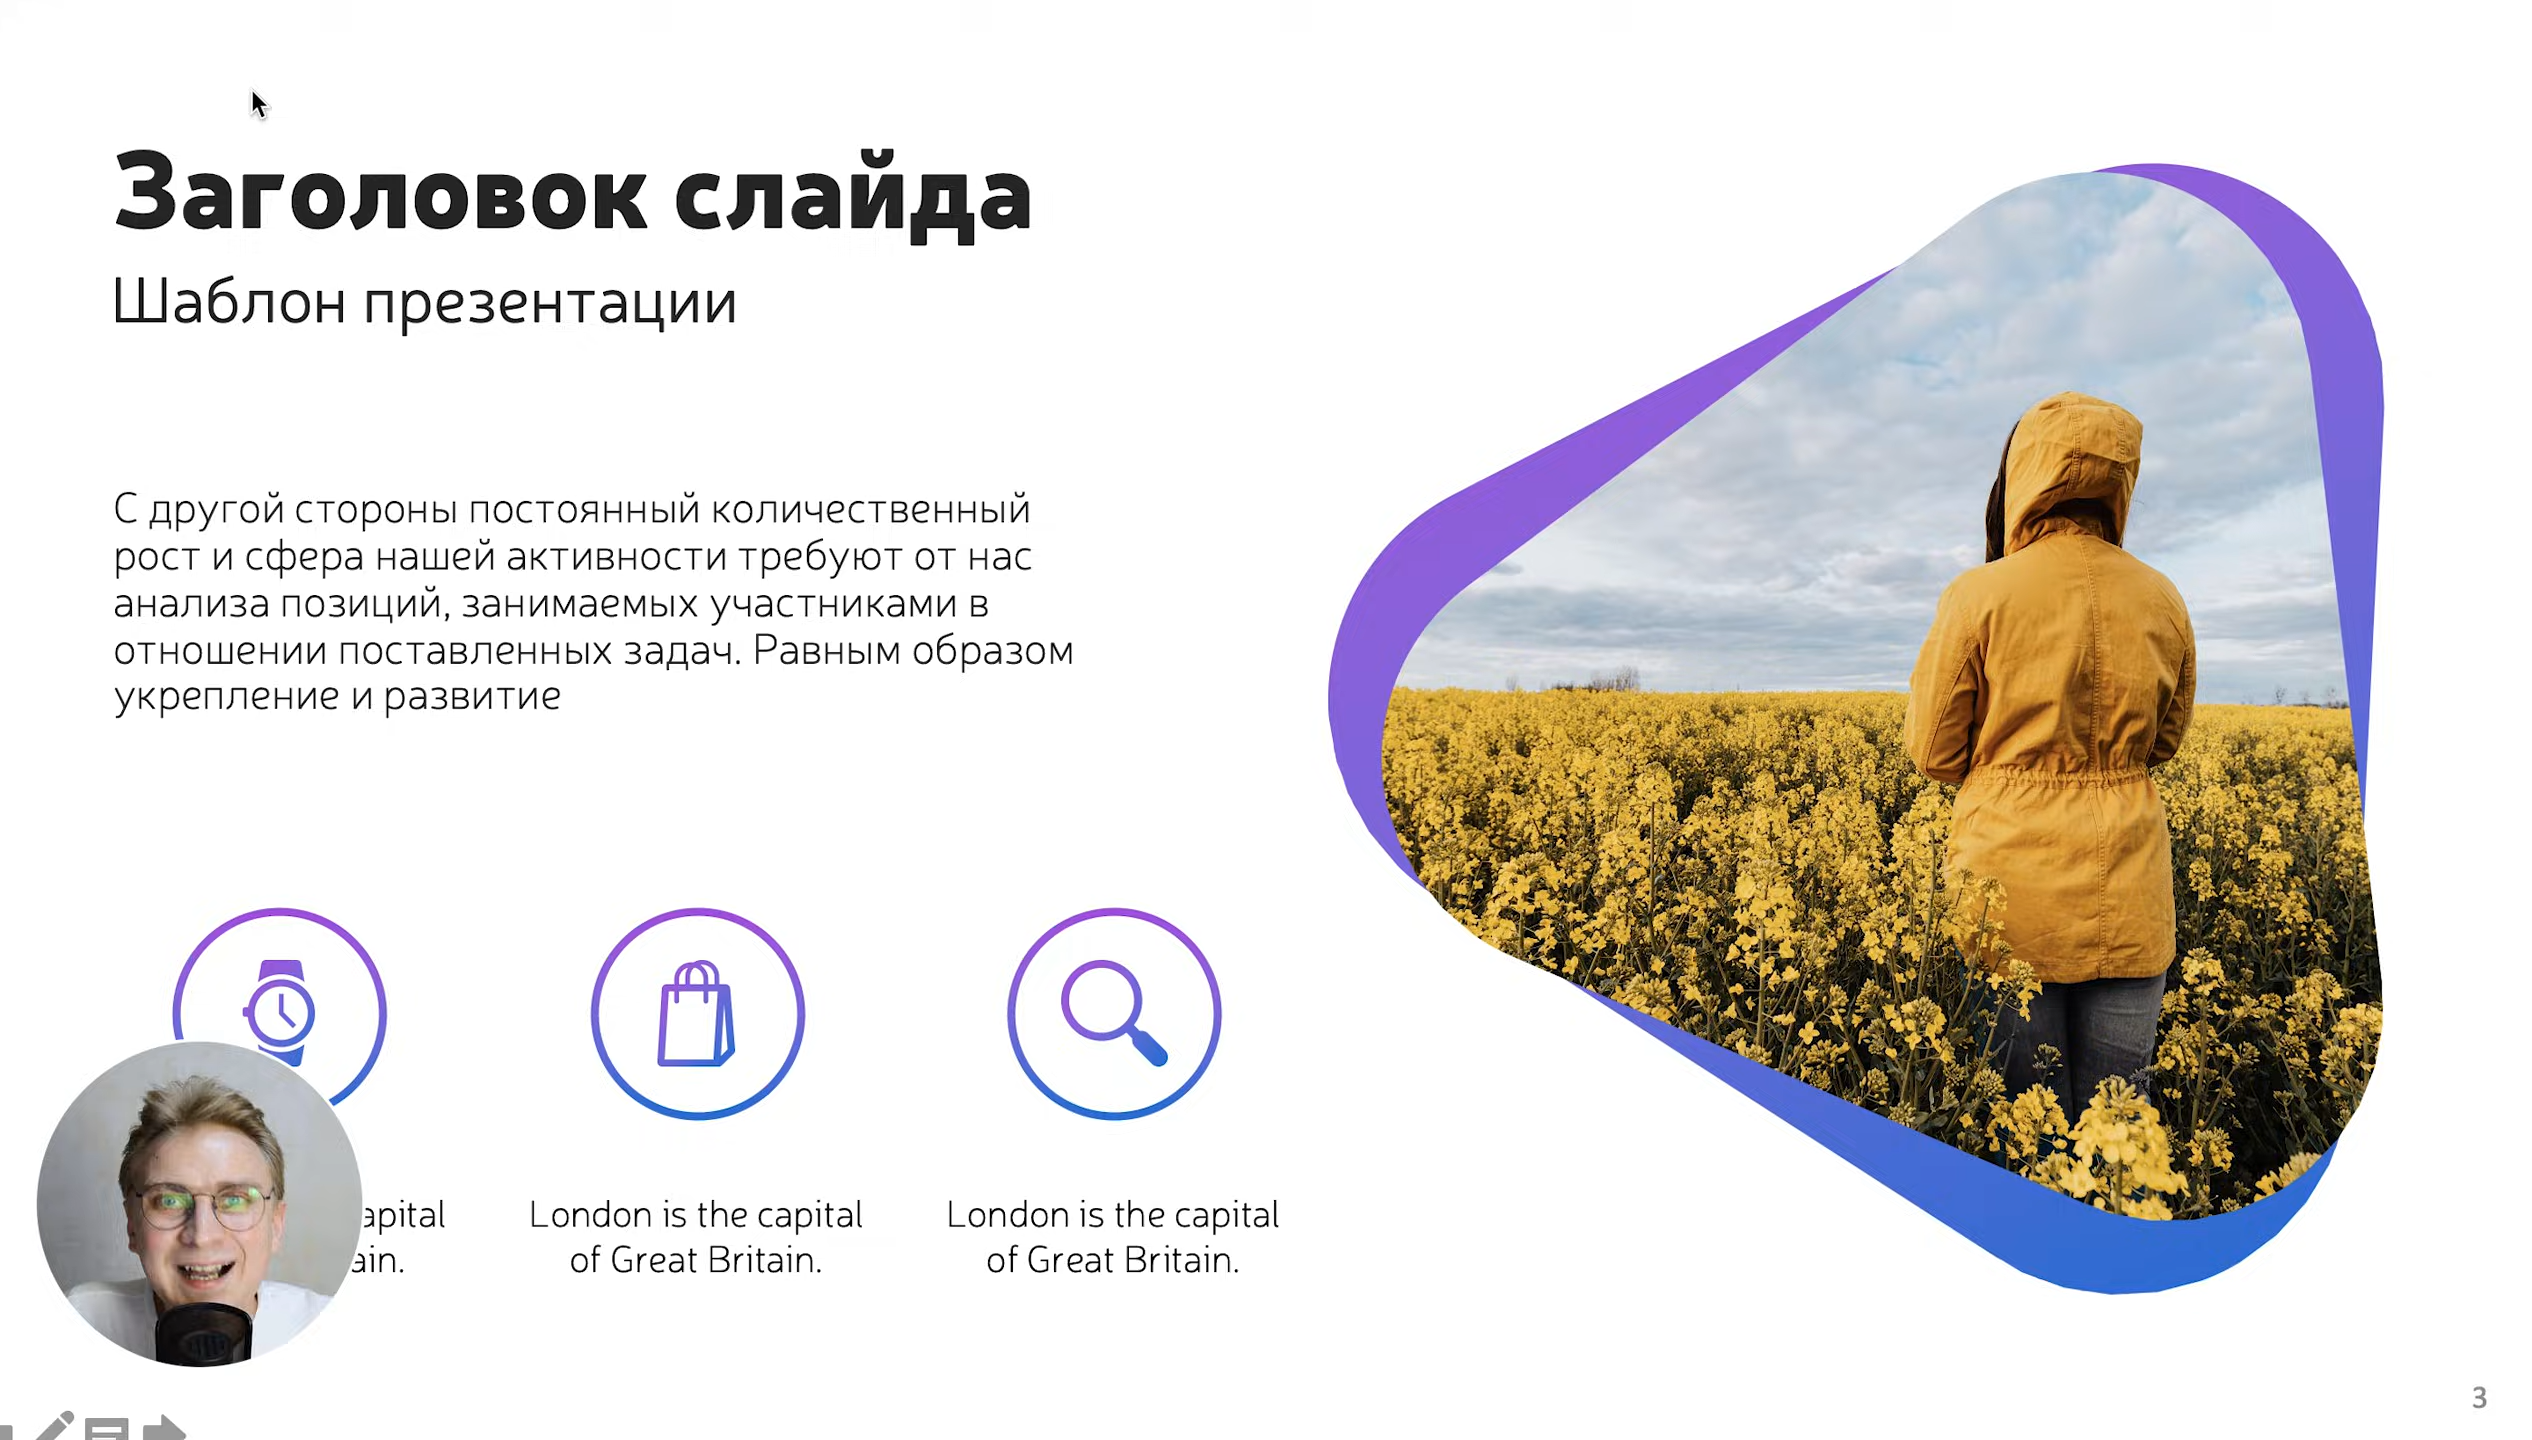 Заголовок слайда
Шаблон презентации
С другой стороны постоянный количественный
рост и сфера нашей активности требуют от нас
анализа позиций, занимаемых участниками в
отношении поставленных задач. Равным образом
укрепление и развитие
London is the capital
of Great Britain.
London is the capital
of Great Britain.
3